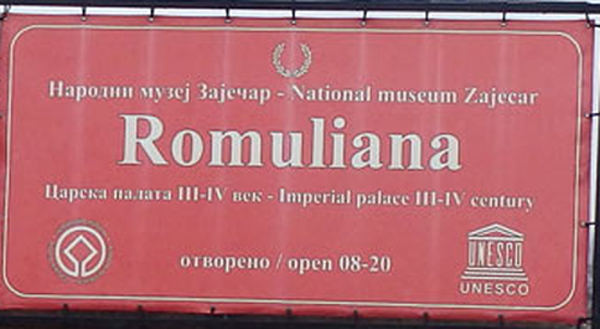 Народни музеј Зајечар - National museum Zajecar
Romuliana
Царска палата III-IV век - Imperial palace III-IV century
отворено / open 08-20
UNESCO
UNESCO